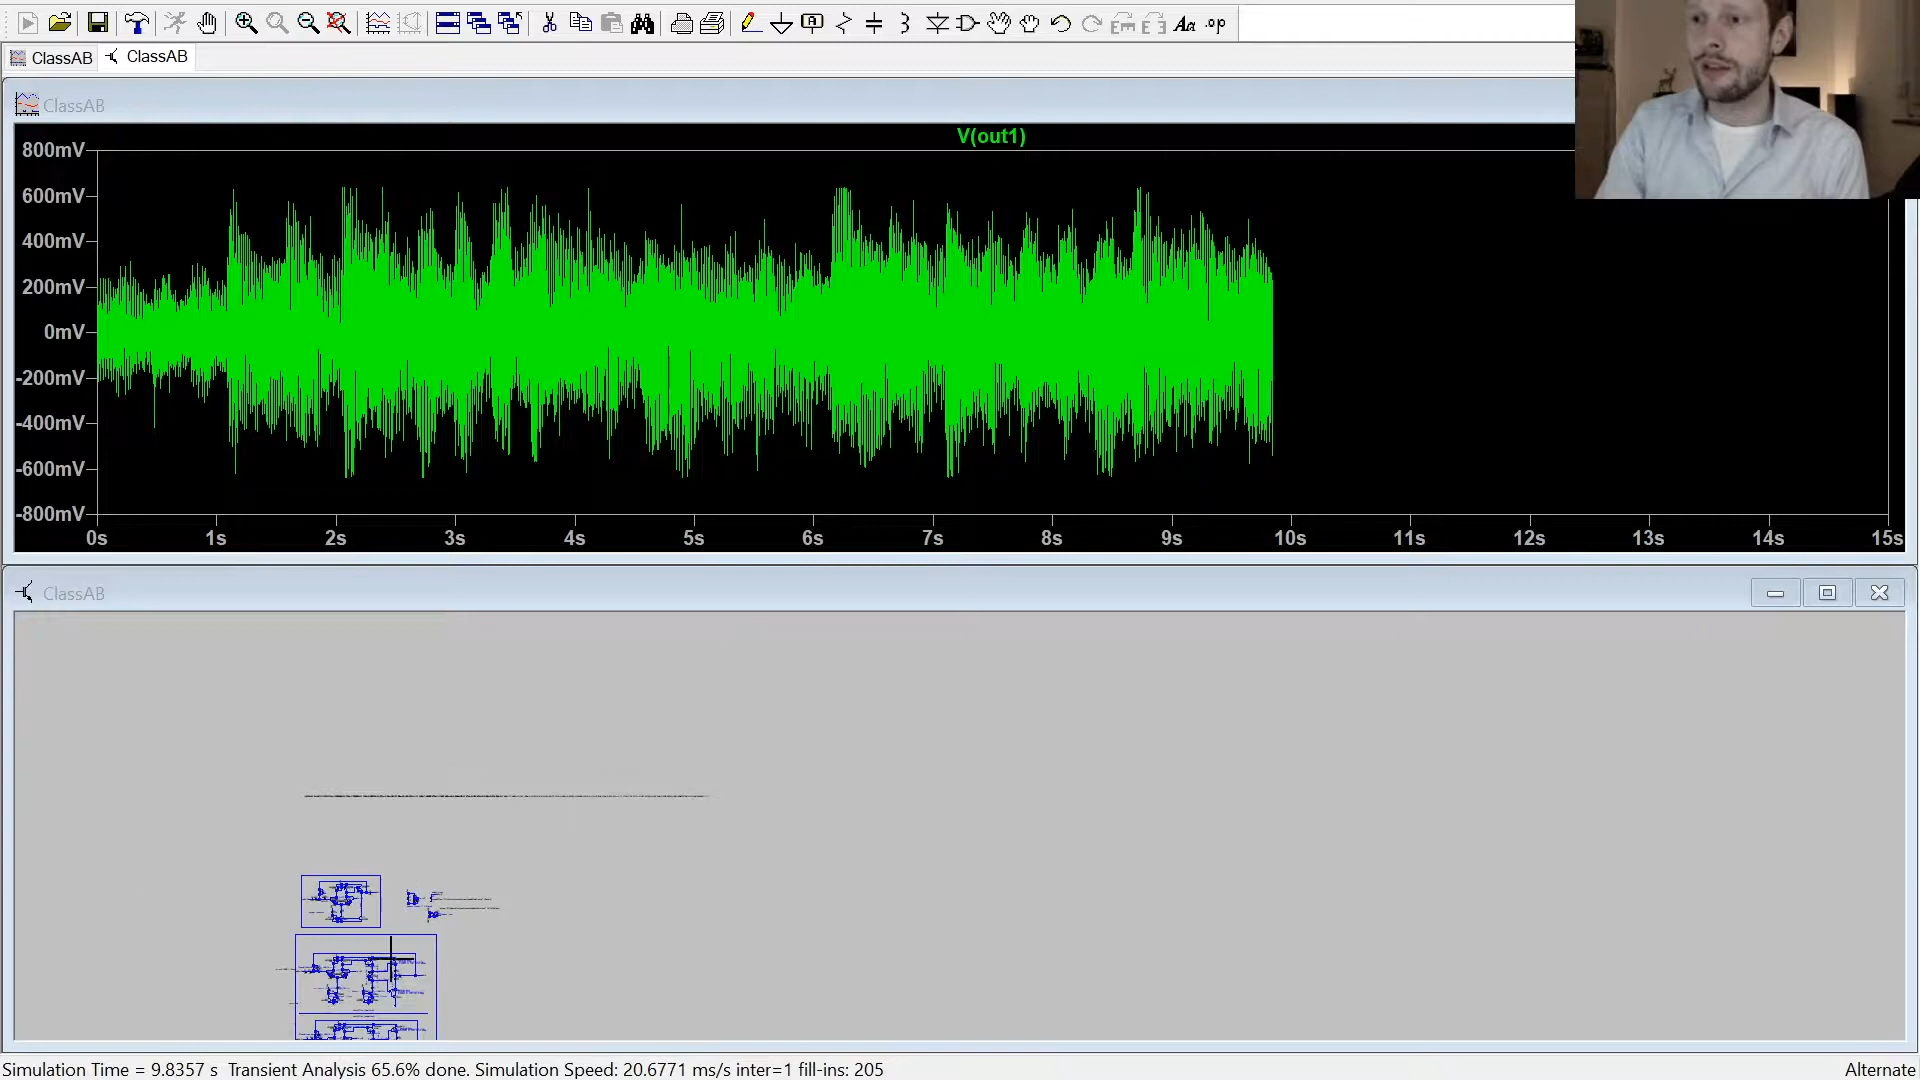 Aa .op
ClassAB ClassAB
ClassAB
V(out1)
800mV
600mV
400mV
200mV
0mV
-200mV
-400mV
-600mV
-800mV
0s 1s 2s 3s 4s 5s 6s 7s 8s 9s 10s 11s 12s 13s 14s 15s
ClassAB
Simulation Time = 9.8357 s Transient Analysis 65.6% done. Simulation Speed: 20.6771 ms/s inter=1 fill-ins: 205 Alternate